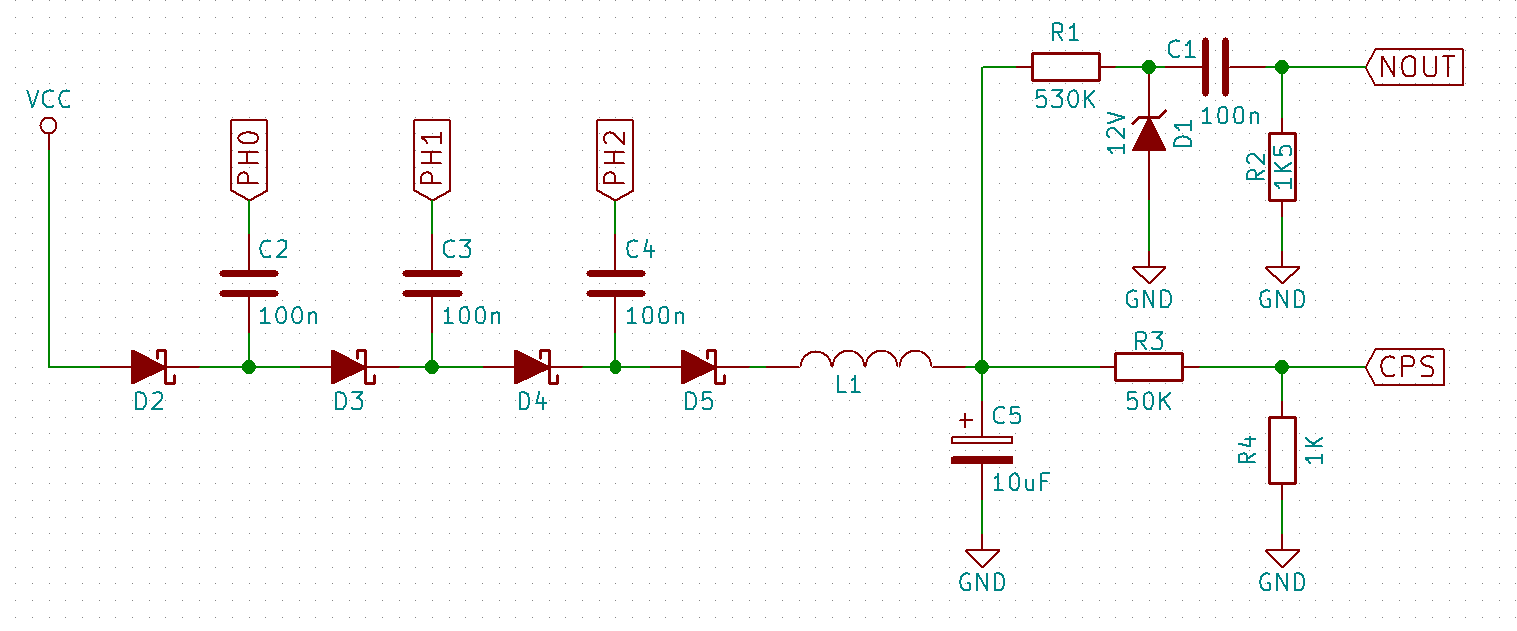 R1
C1
NOUT
530K
100n
VCC
12V
D1
PH0
PH1
PH2
R2
1K5
C2
C3
C4
100n
100n
100n
GND
GND
R3
CPS
D2
D3
D4
D5
L1
50K
C5
+
R4
1K
10uF
GND
GND